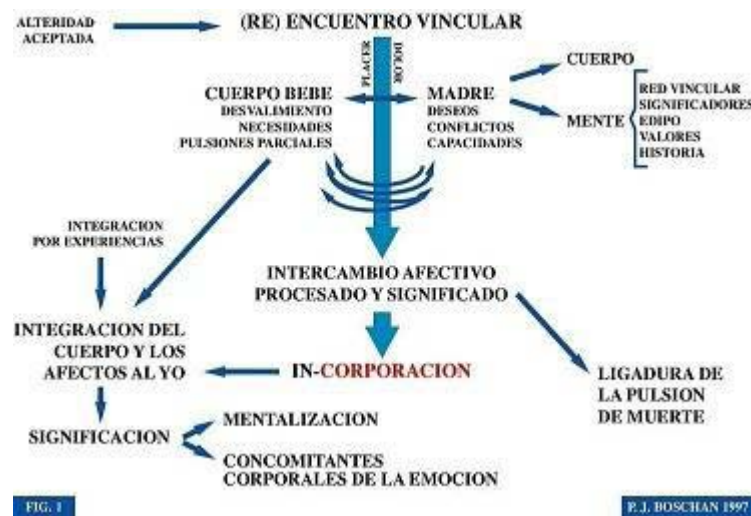 ALTERIDAD
ACEPTADA
(RE) ENCUENTRO VINCULAR
PLACER
DOLOR
CUERPO BEBE
DESVALIMIENTO
NECESIDADES
PULSIONES PARCIALES
MADRE
DESEOS
CONFLICTOS
CAPACIDADES
CUERPO
MENTE
RED VINCULAR
SIGNIFICADORES
EDIPO
VALORES
HISTORIA
INTEGRACION
POR EXPERIENCIAS
INTERCAMBIO AFECTIVO
PROCESADO Y SIGNIFICADO
INTEGRACION DEL
CUERPO Y LOS
AFECTOS AL YO
IN-CORPORACION
LIGADURA DE
LA PULSION
DE MUERTE
SIGNIFICACION
MENTALIZACION
CONCOMITANTES
CORPORALES DE LA EMOCION
FIG. 1
P. J. BOSCHAN 1997